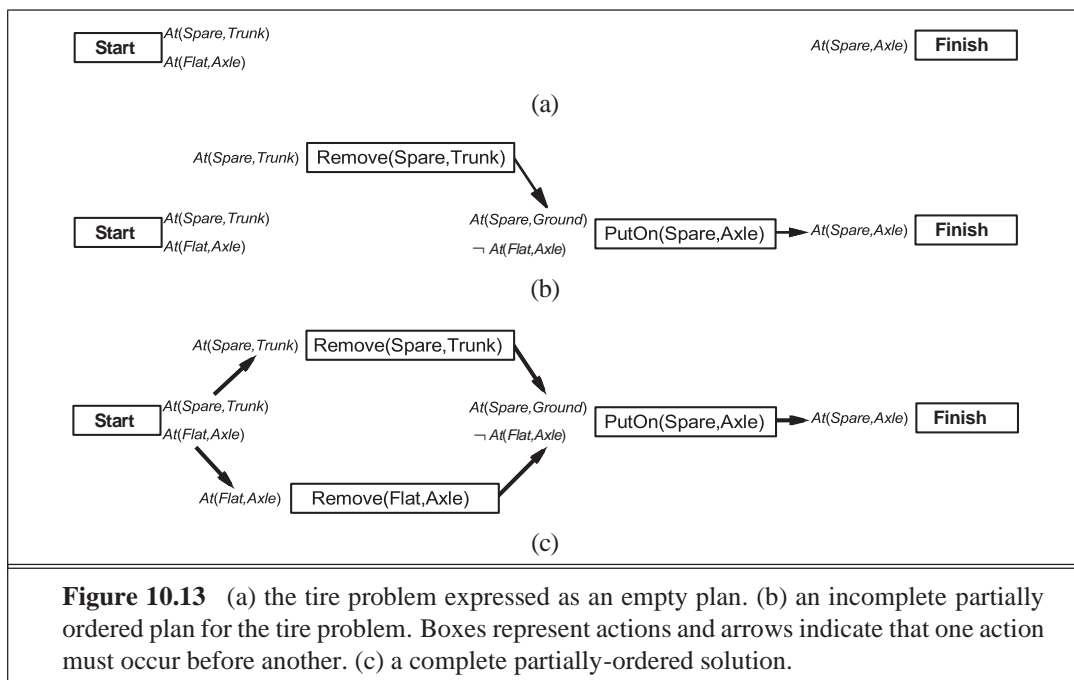 At(Spare,Trunk)
Start
At(Flat,Axle)
At(Spare,Axle) Finish
(a)
At(Spare,Trunk) Remove(Spare,Trunk)
At(Spare,Trunk)
Start
At(Flat,Axle)
At(Spare,Ground)
¬ At(Flat,Axle)
PutOn(Spare,Axle)
At(Spare,Axle) Finish
(b)
At(Spare,Trunk) Remove(Spare,Trunk)
At(Spare,Trunk)
Start
At(Flat,Axle)
At(Spare,Ground)
¬ At(Flat,Axle)
PutOn(Spare,Axle)
At(Spare,Axle) Finish
At(Flat,Axle) Remove(Flat,Axle)
(c)
Figure 10.13 (a) the tire problem expressed as an empty plan. (b) an incomplete partially
ordered plan for the tire problem. Boxes represent actions and arrows indicate that one action
must occur before another. (c) a complete partially-ordered solution.